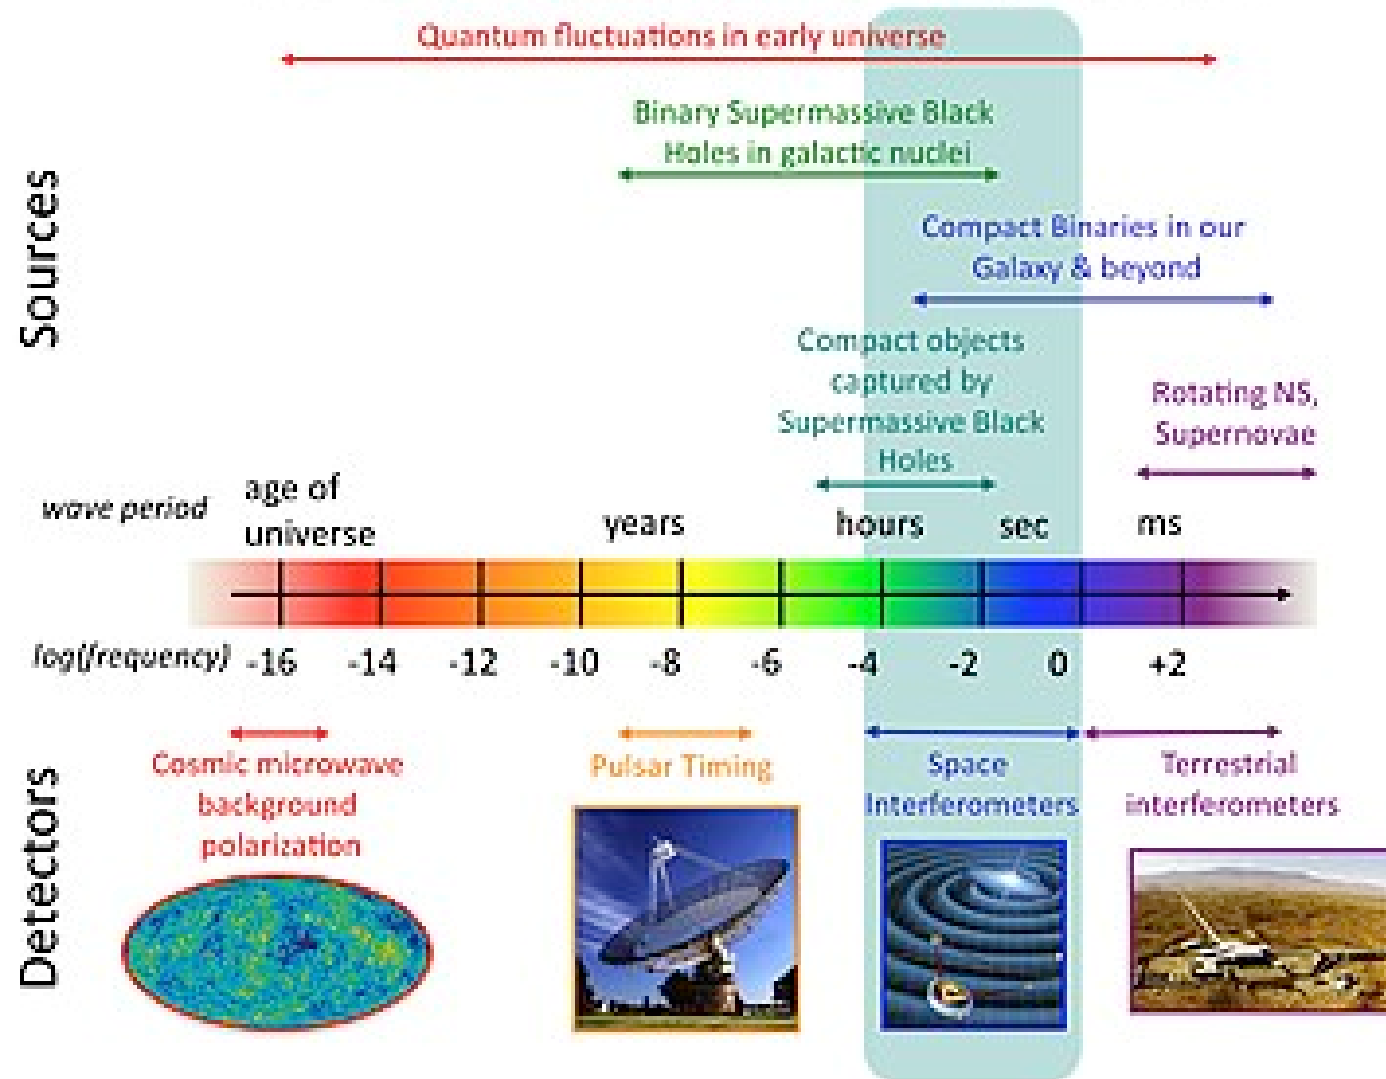 Quantum fluctuations in early universe
Binary Supermassive Black
Holes in galactic nuclei
Sources
Compact Binaries in our
Galaxy & beyond
Compact objects
captured by
Supermassive Black
Holes
Rotating NS,
Supernovae
wave period
age of
universe
years
hours
sec
ms
log(frequency)
-16
-14
-12
-10
-8
-6
-4
-2
0
+2
Detectors
Cosmic microwave
background
polarization
Pulsar Timing
Space
Interferometers
Terrestrial
interferometers